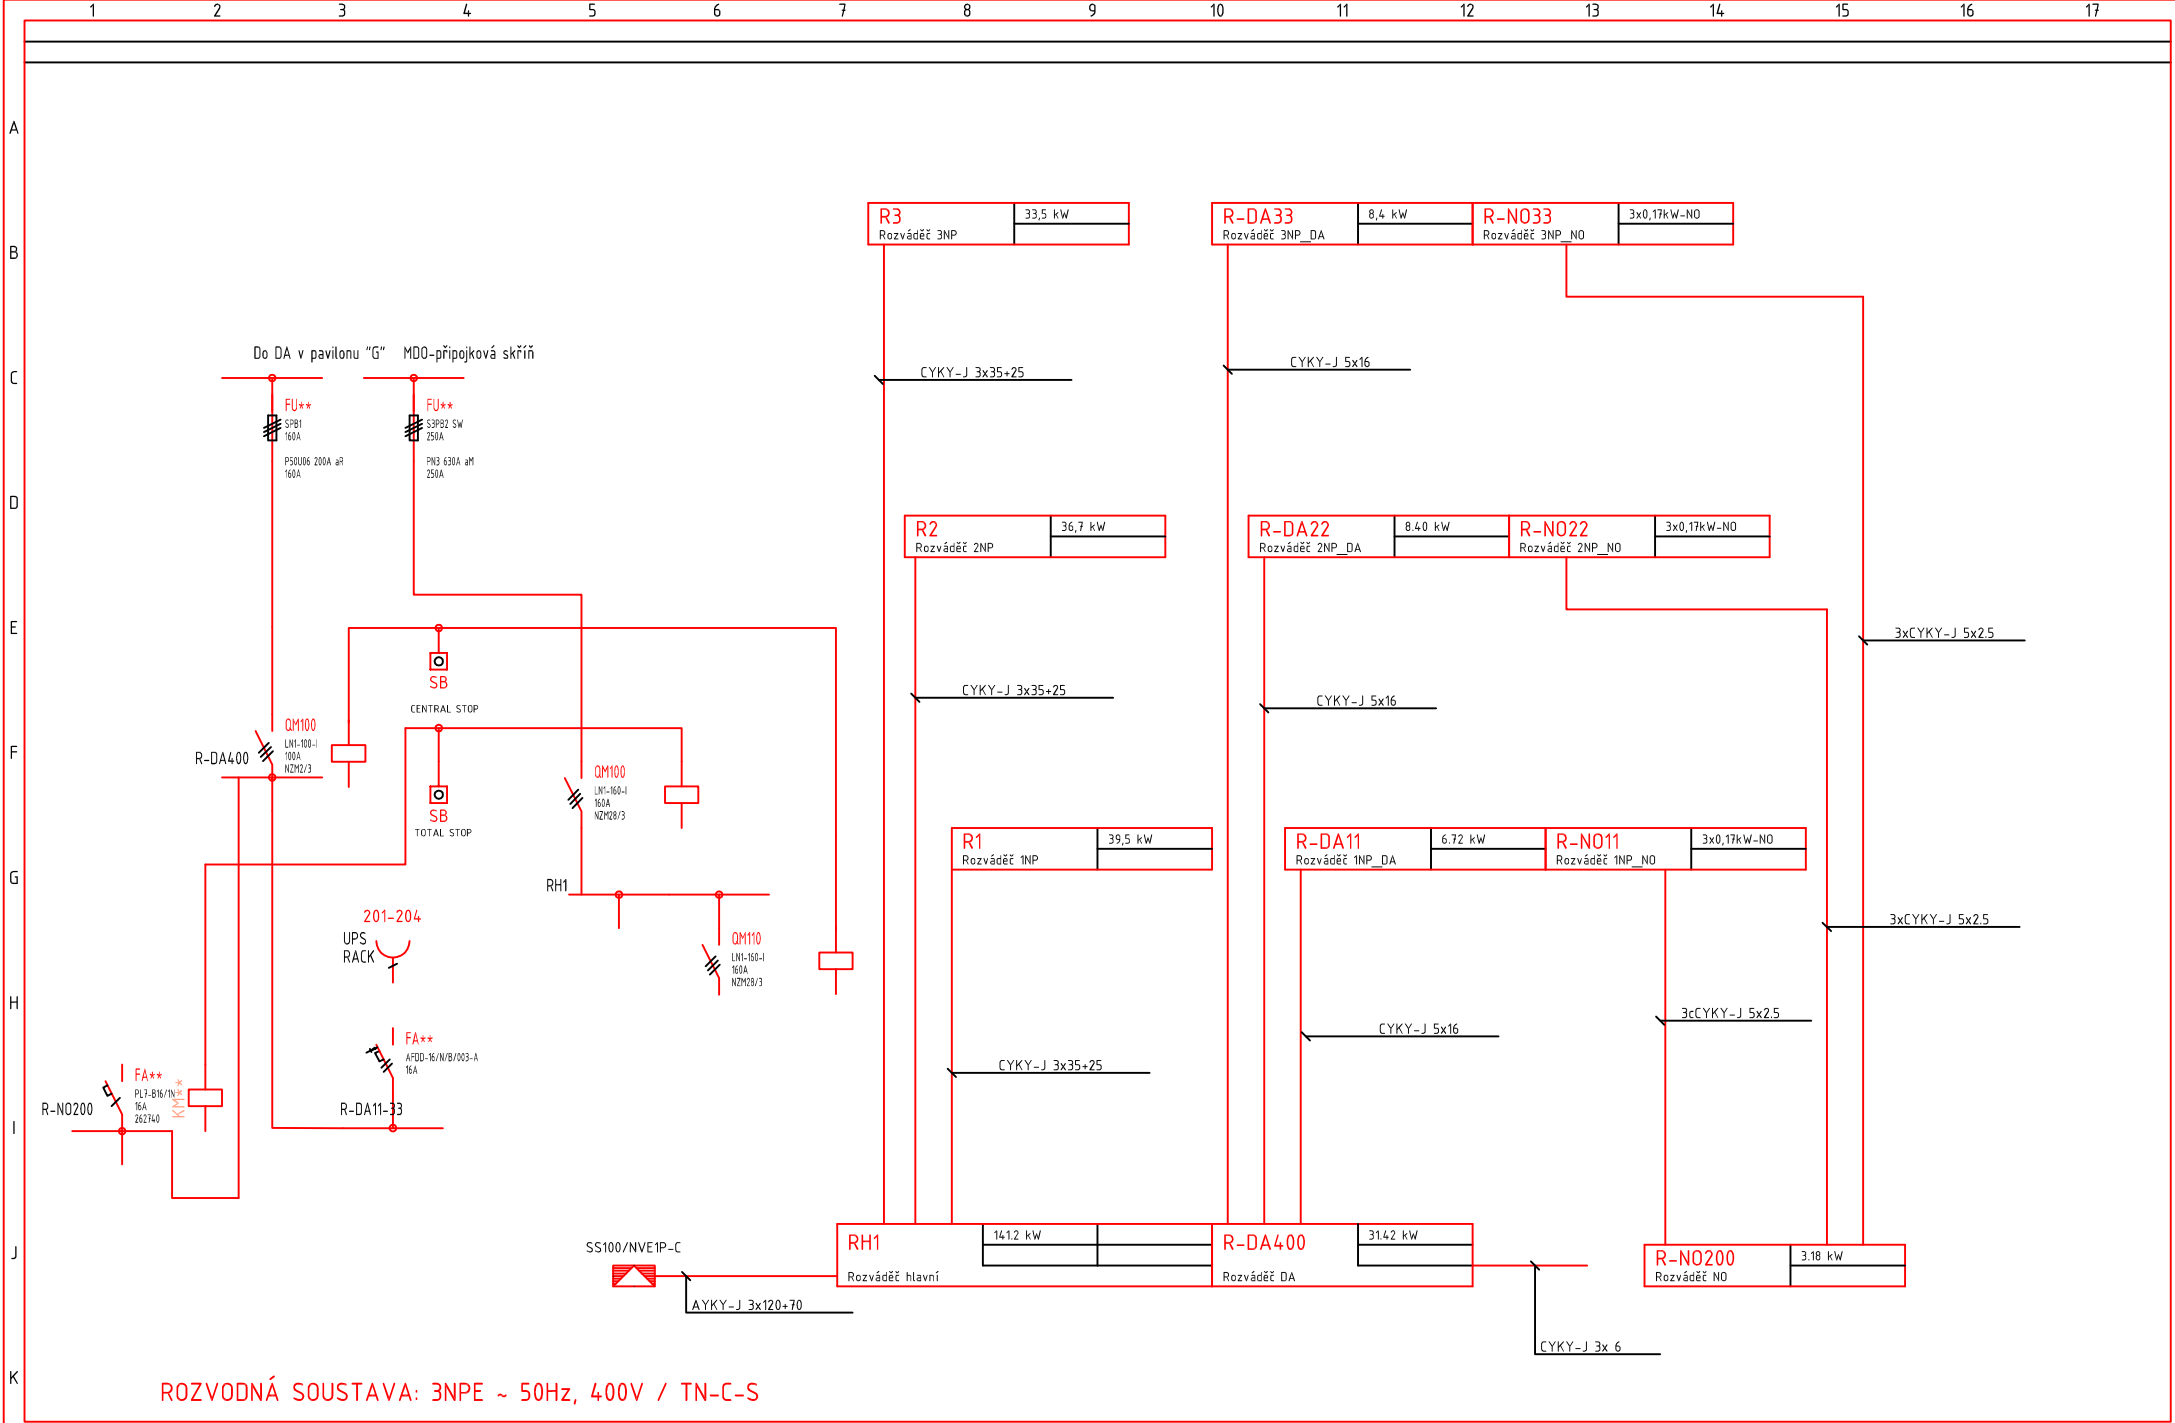 1 2 3 4 5 6 7 8 9 10 11 12 13 14 15 16 17
A
B
C
D
E
F
G
H
I
J
K
R3
Rozváděč 3NP
33,5 kW
R-DA33
Rozváděč 3NP_DA
8,4 kW
R-NO33
Rozváděč 3NP_NO
3x0,17kW-NO
Do DA v pavilonu "G"
MDO-připojková skříň
CYKY-J 3x35+25
CYKY-J 5x16
FU**
SPB1
160A
P50U06 200A aR
160A
FU**
S3PB2 SW
250A
PN3 630A aM
250A
R2
Rozváděč 2NP
36,7 kW
R-DA22
Rozváděč 2NP_DA
8.40 kW
R-NO22
Rozváděč 2NP_NO
3x0,17kW-NO
3xCYKY-J 5x2.5
SB
CENTRAL STOP
CYKY-J 3x35+25
CYKY-J 5x16
R-DA400
QM100
LN1-100-I
100A
NZM2/3
SB
TOTAL STOP
QM100
LN1-160-I
160A
NZM28/3
R1
Rozváděč 1NP
39,5 kW
R-DA11
Rozváděč 1NP_DA
6.72 kW
R-NO11
Rozváděč 1NP_NO
3x0,17kW-NO
RH1
201-204
UPS
RACK
QM110
LN1-160-I
160A
NZM28/3
3xCYKY-J 5x2.5
3cCYKY-J 5x2.5
CYKY-J 5x16
CYKY-J 3x35+25
FA**
AFDD-16/N/B/003-A
16A
R-DA11-33
R-NO200
FA**
PL7-B16/1N
16A
262740
KM**
SS100/NVE1P-C
AYKY-J 3x120+70
RH1
Rozváděč hlavní
141.2 kW
R-DA400
Rozváděč DA
31.42 kW
R-NO200
Rozváděč NO
3.18 kW
CYKY-J 3x 6
ROZVODNÁ SOUSTAVA: 3NPE ~ 50Hz, 400V / TN-C-S